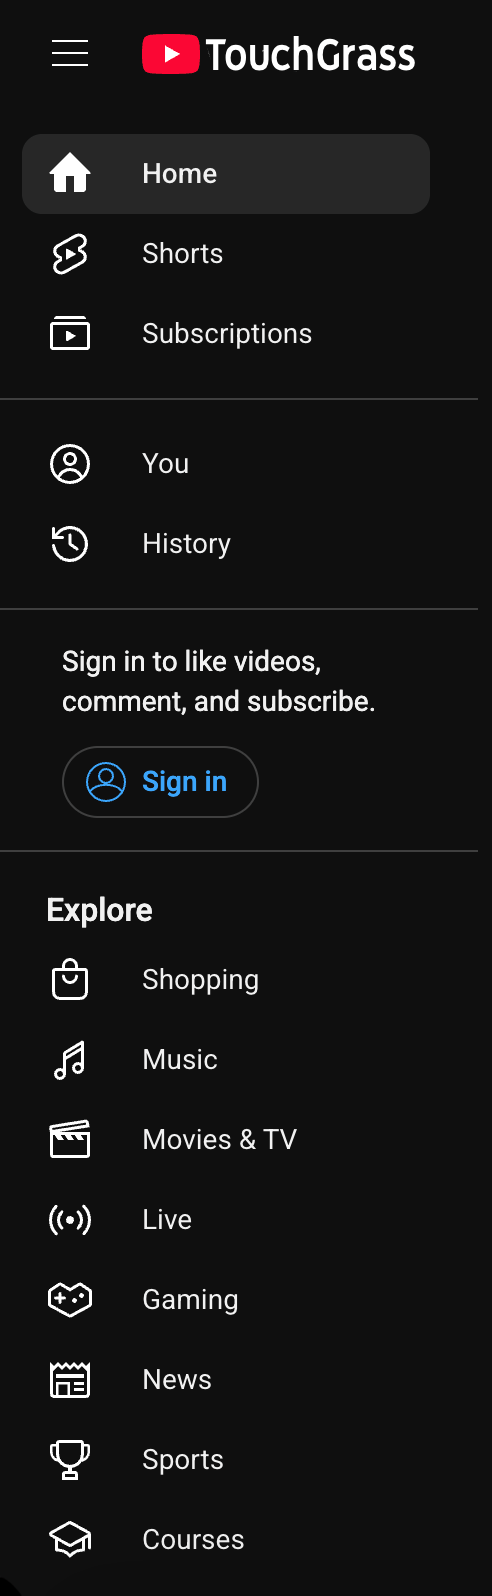 TouchGrass
Home
Shorts
Subscriptions
You
History
Sign in to like videos,
comment, and subscribe.
Sign in
Explore
Shopping
Music
Movies & TV
Live
Gaming
News
Sports
Courses